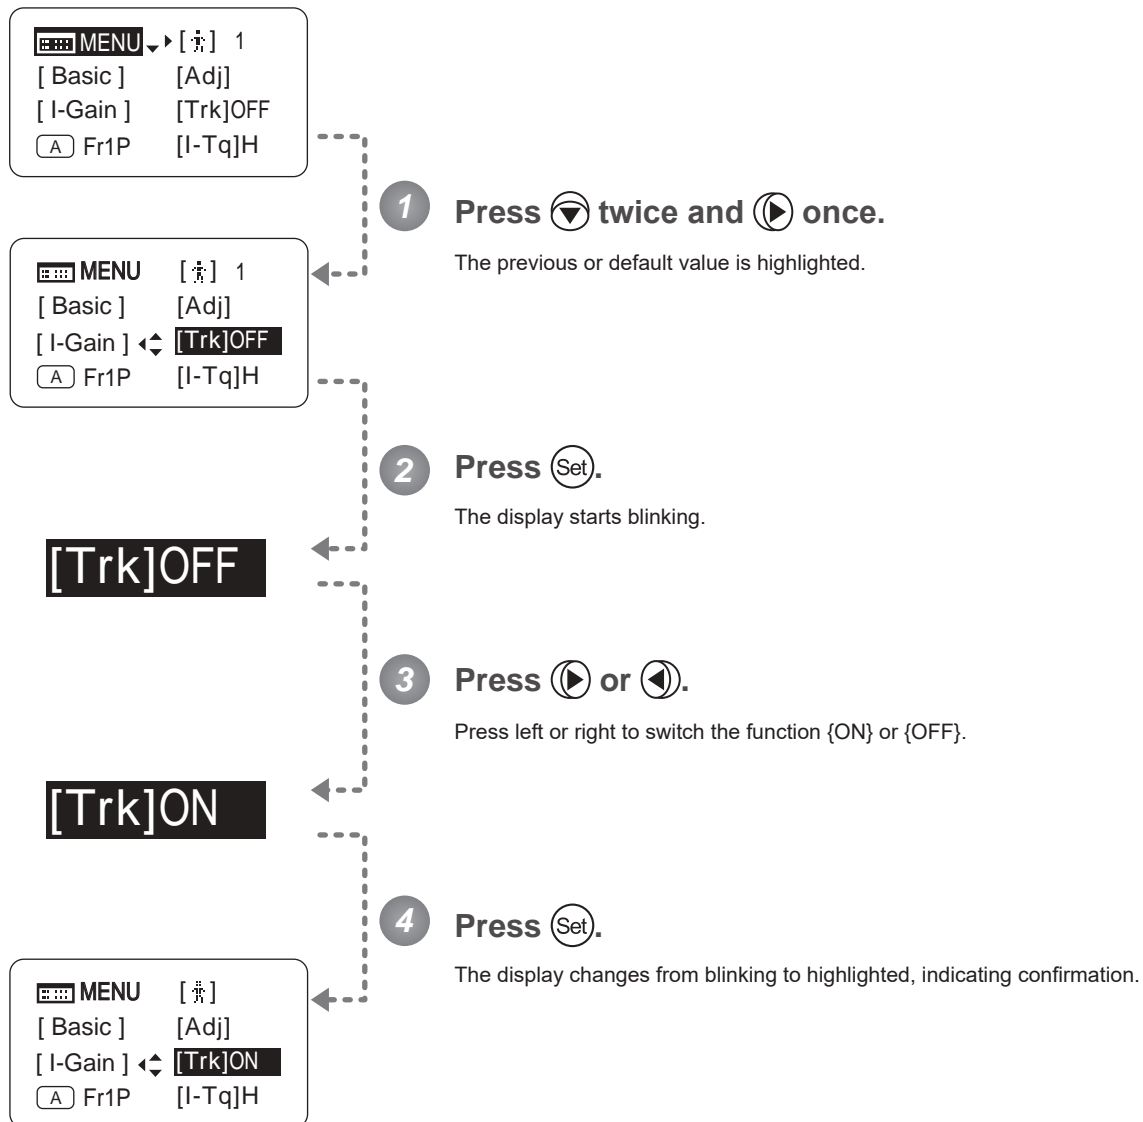 MENU [ ] 1
[ Basic ] [Adj]
[ I-Gain ] [Trk]OFF
A Fr1P [I-Tq]H
1 Press twice and once.
The previous or default value is highlighted.
MENU [ ] 1
[ Basic ] [Adj]
[ I-Gain ] [Trk]OFF
A Fr1P [I-Tq]H
2 Press Set.
The display starts blinking.
[Trk]OFF
3 Press or .
Press left or right to switch the function {ON} or {OFF}.
[Trk]ON
4 Press Set.
The display changes from blinking to highlighted, indicating confirmation.
MENU [ ]
[ Basic ] [Adj]
[ I-Gain ] [Trk]ON
A Fr1P [I-Tq]H